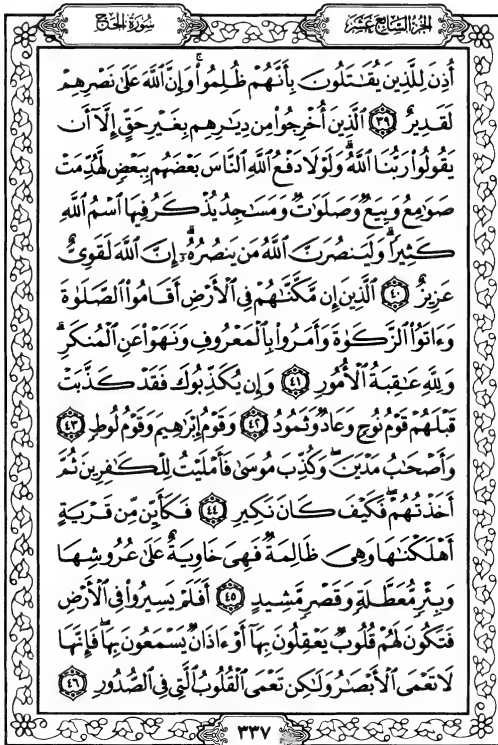 الجزء السابع عشر
سورة الحج
أُذِنَ لِلَّذِينَ يُقَٰتَلُونَ بِأَنَّهُمْ ظُلِمُوا۟ ۚ وَإِنَّ ٱللَّهَ عَلَىٰ نَصْرِهِمْ
لَقَدِيرٌ ٣٩ ٱلَّذِينَ أُخْرِجُوا۟ مِن دِيَٰرِهِم بِغَيْرِ حَقٍّ إِلَّآ أَن
يَقُولُوا۟ رَبُّنَا ٱللَّهُ ۗ وَلَوْلَا دَفْعُ ٱللَّهِ ٱلنَّاسَ بَعْضَهُم بِبَعْضٍ لَّهُدِّمَتْ
صَوَٰمِعُ وَبِيَعٌ وَصَلَوَٰتٌ وَمَسَٰجِدُ يُذْكَرُ فِيهَا ٱسْمُ ٱللَّهِ
كَثِيرًا ۗ وَلَيَنصُرَنَّ ٱللَّهُ مَن يَنصُرُهُۥٓ ۗ إِنَّ ٱللَّهَ لَقَوِىٌّ
عَزِيزٌ ٤٠ ٱلَّذِينَ إِن مَّكَّنَّٰهُمْ فِى ٱلْأَرْضِ أَقَامُوا۟ ٱلصَّلَوٰةَ
وَءَاتَوُا۟ ٱلزَّكَوٰةَ وَأَمَرُوا۟ بِٱلْمَعْرُوفِ وَنَهَوْا۟ عَنِ ٱلْمُنكَرِ ۗ
وَلِلَّهِ عَٰقِبَةُ ٱلْأُمُورِ ٤١ وَإِن يُكَذِّبُوكَ فَقَدْ كَذَّبَتْ
قَبْلَهُمْ قَوْمُ نُوحٍ وَعَادٌ وَثَمُودُ ٤٢ وَقَوْمُ إِبْرَٰهِيمَ وَقَوْمُ لُوطٍ ٤٣
وَأَصْحَٰبُ مَدْيَنَ ۖ وَكُذِّبَ مُوسَىٰ فَأَمْلَيْتُ لِلْكَٰفِرِينَ ثُمَّ
أَخَذْتُهُمْ ۖ فَكَيْفَ كَانَ نَكِيرِ ٤٤ فَكَأَيِّن مِّن قَرْيَةٍ
أَهْلَكْنَٰهَا وَهِىَ ظَالِمَةٌ فَهِىَ خَاوِيَةٌ عَلَىٰ عُرُوشِهَا
وَبِئْرٍ مُّعَطَّلَةٍ وَقَصْرٍ مَّشِيدٍ ٤٥ أَفَلَمْ يَسِيرُوا۟ فِى ٱلْأَرْضِ
فَتَكُونَ لَهُمْ قُلُوبٌ يَعْقِلُونَ بِهَآ أَوْ ءَاذَانٌ يَسْمَعُونَ بِهَا ۖ فَإِنَّهَا
لَا تَعْمَى ٱلْأَبْصَٰرُ وَلَٰكِن تَعْمَى ٱلْقُلُوبُ ٱلَّتِى فِى ٱلصُّدُورِ ٤٦
٣٣٧